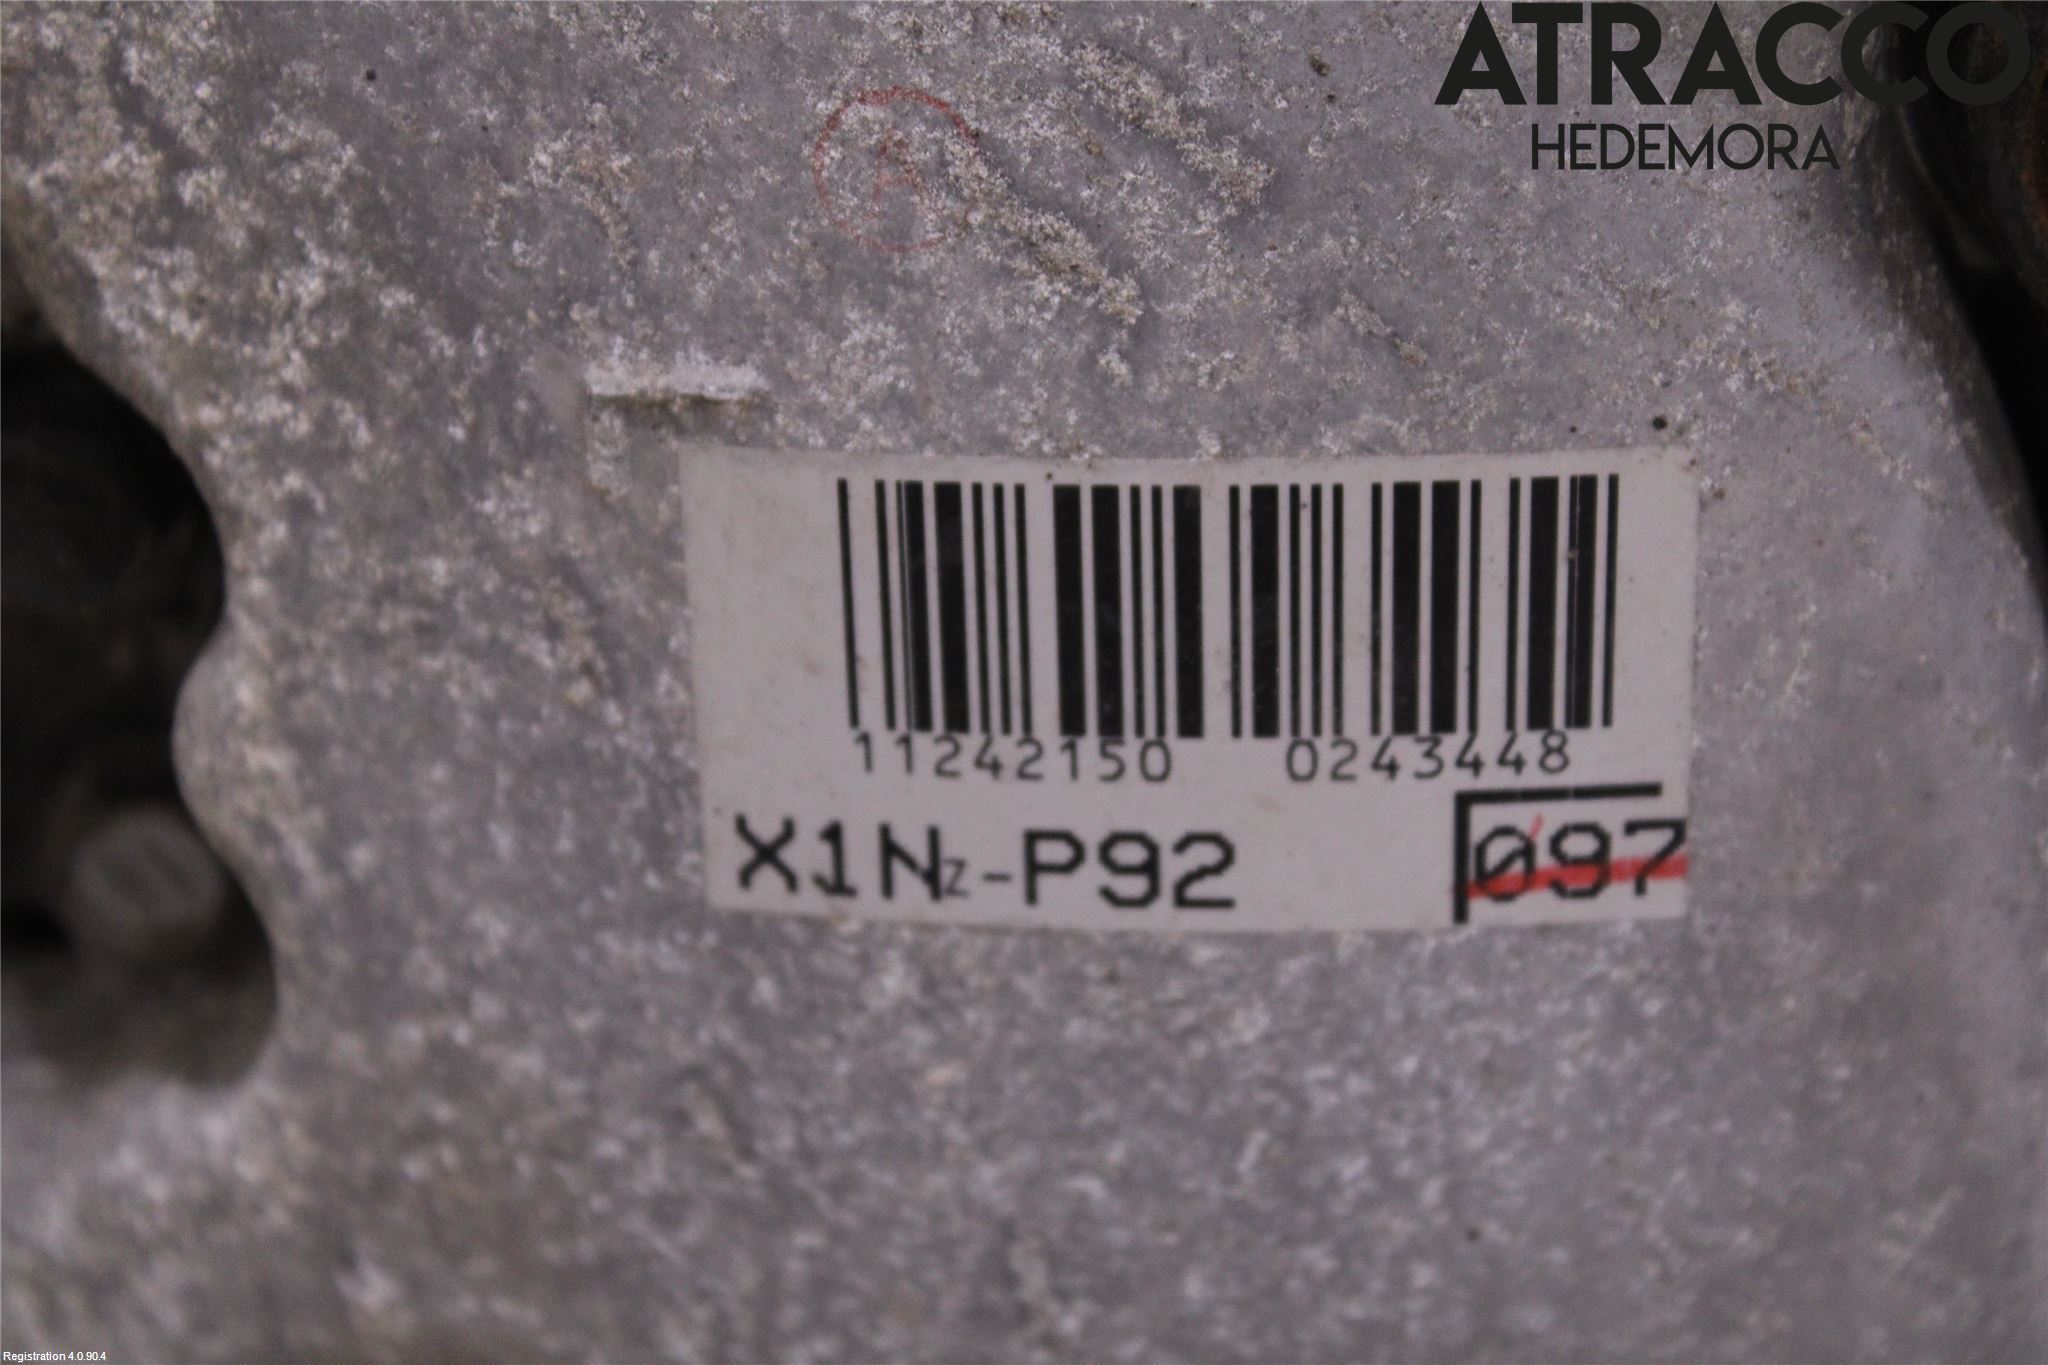 ATRACCO
HEDEMORA
A
11242150 0243448
X1Nz-P92 097
Registration 4.0.90.4